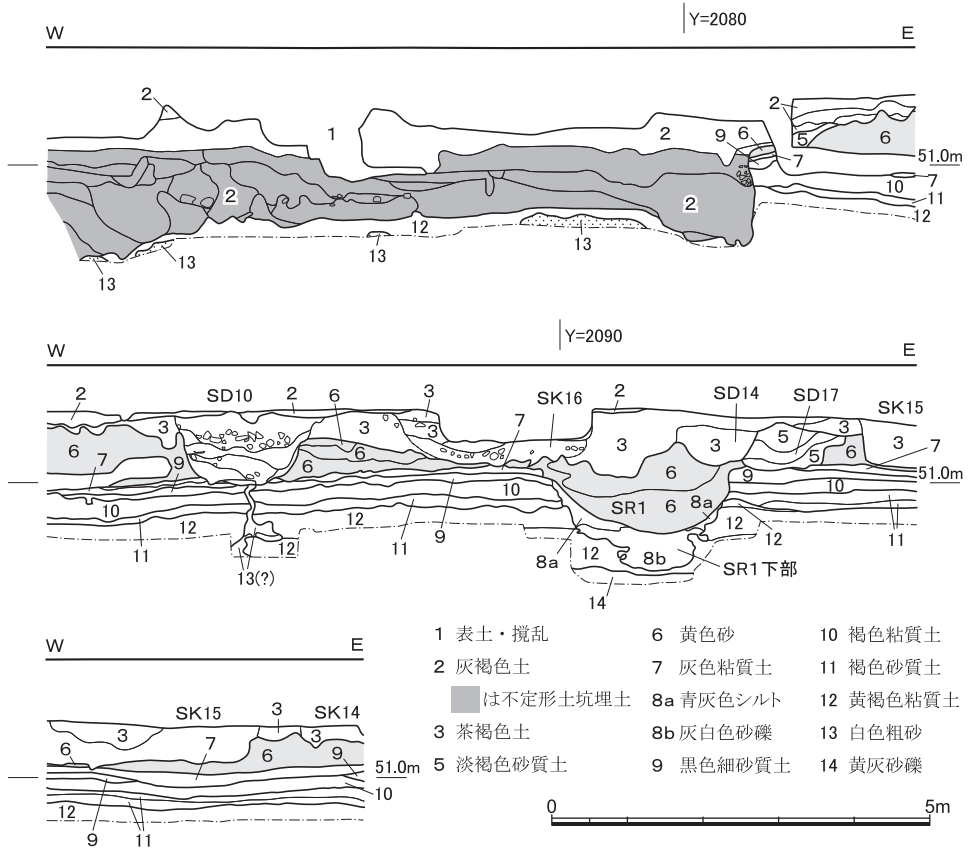 Y=2080
W E
2 1 2 9 6 2 5 6
7 51.0m
2 2 10 7
12 11
13 13 13 13 12
Y=2090
W E
2 SD10 2 6 3 SK16 2 SD14 SD17 SK15
3 3 3 7 3 3 5 3 3 7
6 7 9 6 6 6 9 5 6 51.0m
10 10 SR1 6 8a 10
12 12 12 11
11 13(?) 12 11 9 8a 12 8b SR1下部
14
W E
SK15 3 SK14
3 7 3
6 6 9 51.0m
10
12
9 11
1 表土・撹乱
2 灰褐色土
は不定形土坑埋土
3 茶褐色土
5 淡褐色砂質土
6 黄色砂
7 灰色粘質土
8a 青灰色シルト
8b 灰白色砂礫
9 黒色細砂質土
10 褐色粘質土
11 褐色砂質土
12 黄褐色粘質土
13 白色粗砂
14 黄灰砂礫
0 5m